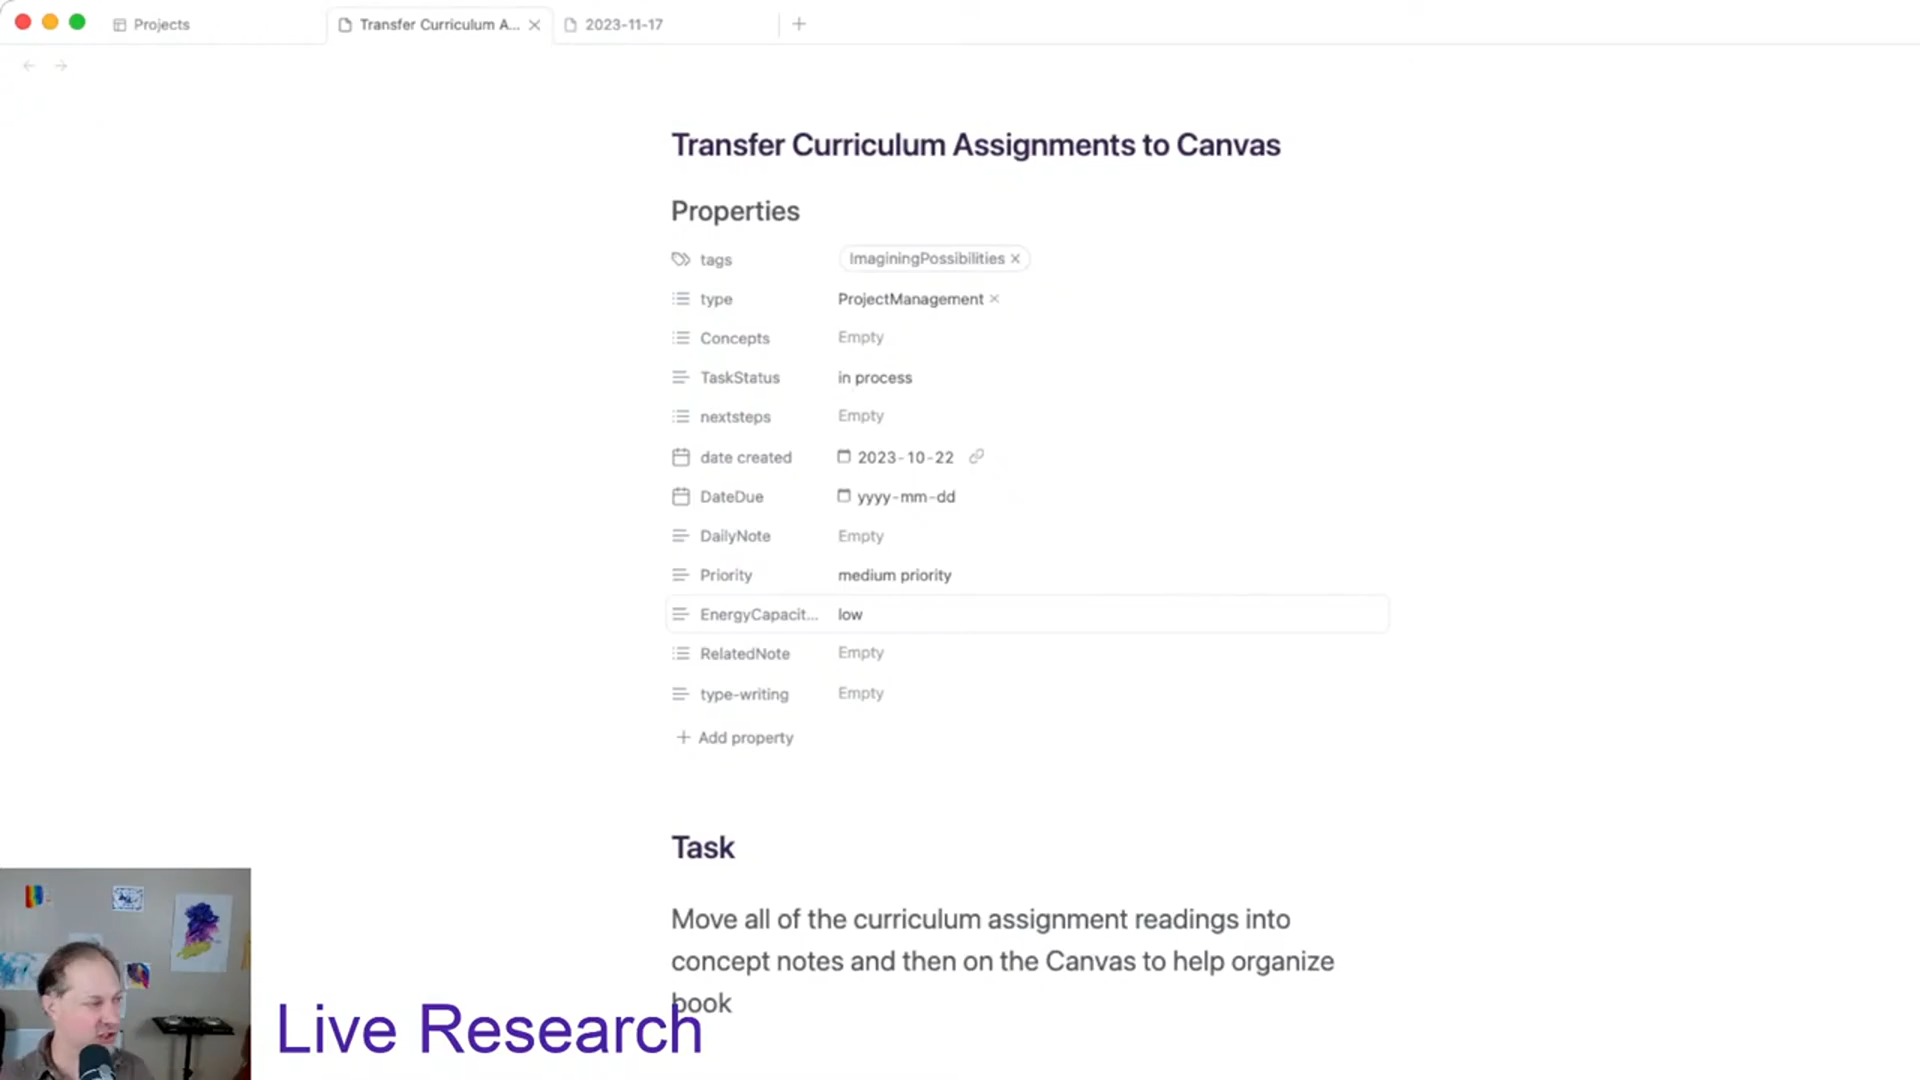 Projects
Transfer Curriculum A...
2023-11-17
Transfer Curriculum Assignments to Canvas
Properties
tags ImaginingPossibilities
type ProjectManagement
Concepts Empty
TaskStatus in process
nextsteps Empty
date created 2023-10-22
DateDue yyyy-mm-dd
DailyNote Empty
Priority medium priority
EnergyCapacit... low
RelatedNote Empty
type-writing Empty
Add property
Task
Move all of the curriculum assignment readings into
concept notes and then on the Canvas to help organize
book
Live Research